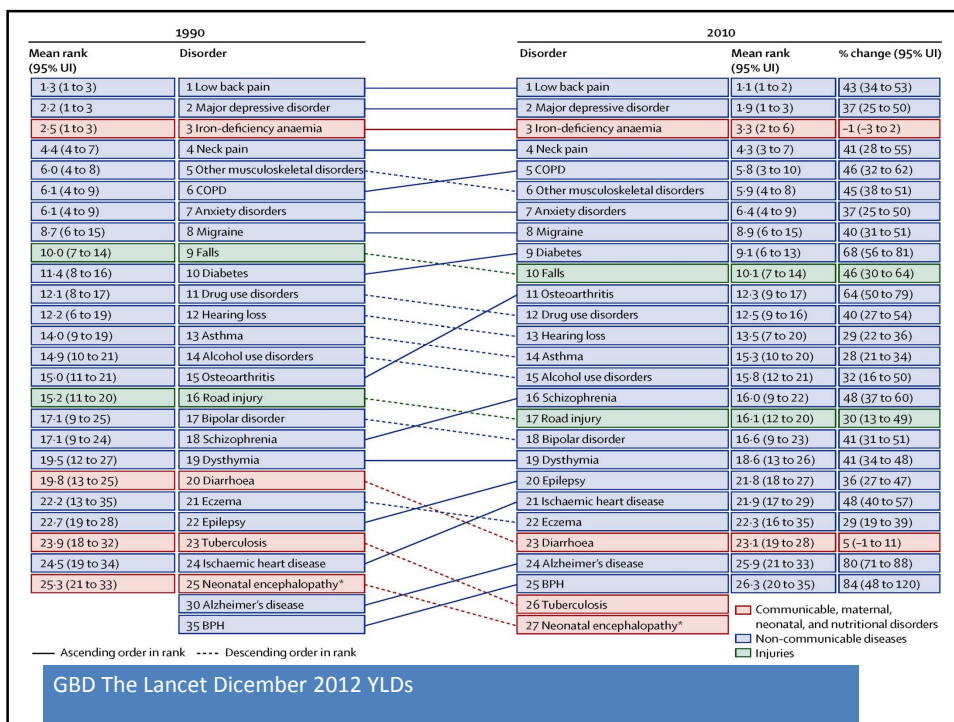 1990 2010
Mean rank Disorder Disorder Mean rank % change (95% UI)
(95% UI) (95% UI)
1·3 (1 to 3) 1 Low back pain 1 Low back pain 1·1 (1 to 2) 43 (34 to 53)
2·2 (1 to 3 2 Major depressive disorder 2 Major depressive disorder 1·9 (1 to 3) 37 (25 to 50)
2·5 (1 to 3) 3 Iron-deficiency anaemia 3 Iron-deficiency anaemia 3·3 (2 to 6) –1 (–3 to 2)
4·4 (4 to 7) 4 Neck pain 4 Neck pain 4·3 (3 to 7) 41 (28 to 55)
6·0 (4 to 8) 5 Other musculoskeletal disorders 5 COPD 5·8 (3 to 10) 46 (32 to 62)
6·1 (4 to 9) 6 COPD 6 Other musculoskeletal disorders 5·9 (4 to 8) 45 (38 to 51)
6·1 (4 to 9) 7 Anxiety disorders 7 Anxiety disorders 6·4 (4 to 9) 37 (25 to 50)
8·7 (6 to 15) 8 Migraine 8 Migraine 8·9 (6 to 15) 40 (31 to 51)
10·0 (7 to 14) 9 Falls 9 Diabetes 9·1 (6 to 13) 68 (56 to 81)
11·4 (8 to 16) 10 Diabetes 10 Falls 10·1 (7 to 14) 46 (30 to 64)
12·1 (8 to 17) 11 Drug use disorders 11 Osteoarthritis 12·3 (9 to 17) 64 (50 to 79)
12·2 (6 to 19) 12 Hearing loss 12 Drug use disorders 12·5 (9 to 16) 40 (27 to 54)
14·0 (9 to 19) 13 Asthma 13 Hearing loss 13·5 (7 to 20) 29 (22 to 36)
14·9 (10 to 21) 14 Alcohol use disorders 14 Asthma 15·3 (10 to 20) 28 (21 to 34)
15·0 (11 to 21) 15 Osteoarthritis 15 Alcohol use disorders 15·8 (12 to 21) 32 (16 to 50)
15·2 (11 to 20) 16 Road injury 16 Schizophrenia 16·0 (9 to 22) 48 (37 to 60)
17·1 (9 to 25) 17 Bipolar disorder 17 Road injury 16·1 (12 to 20) 30 (13 to 49)
17·1 (9 to 24) 18 Schizophrenia 18 Bipolar disorder 16·6 (9 to 23) 41 (31 to 51)
19·5 (12 to 27) 19 Dysthymia 19 Dysthymia 18·6 (13 to 26) 41 (34 to 48)
19·8 (13 to 25) 20 Diarrhoea 20 Epilepsy 21·8 (18 to 27) 36 (27 to 47)
22·2 (13 to 35) 21 Eczema 21 Ischaemic heart disease 21·9 (17 to 29) 48 (40 to 57)
22·7 (19 to 28) 22 Epilepsy 22 Eczema 22·3 (16 to 35) 29 (19 to 39)
23·9 (18 to 32) 23 Tuberculosis 23 Diarrhoea 23·1 (19 to 28) 5 (–1 to 11)
24·5 (19 to 34) 24 Ischaemic heart disease 24 Alzheimer's disease 25·9 (21 to 33) 80 (71 to 88)
25·3 (21 to 33) 25 Neonatal encephalopathy* 25 BPH 26·3 (20 to 35) 84 (48 to 120)
30 Alzheimer's disease 26 Tuberculosis
35 BPH 27 Neonatal encephalopathy*
Communicable, maternal,
neonatal, and nutritional disorders
Non-communicable diseases
Injuries
Ascending order in rank Descending order in rank
GBD The Lancet Dicember 2012 YLDs